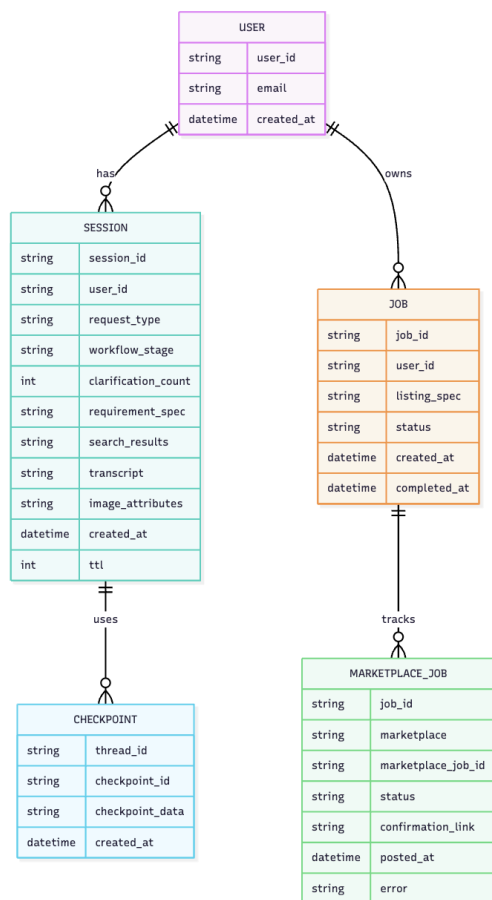 USER
string user_id
string email
datetime created_at
has
owns
SESSION
string session_id
string user_id
string request_type
string workflow_stage
int clarification_count
string requirement_spec
string search_results
string transcript
string image_attributes
datetime created_at
int ttl
JOB
string job_id
string user_id
string listing_spec
string status
datetime created_at
datetime completed_at
uses
tracks
CHECKPOINT
string thread_id
string checkpoint_id
string checkpoint_data
datetime created_at
MARKETPLACE_JOB
string job_id
string marketplace
string marketplace_job_id
string status
string confirmation_link
datetime posted_at
string error